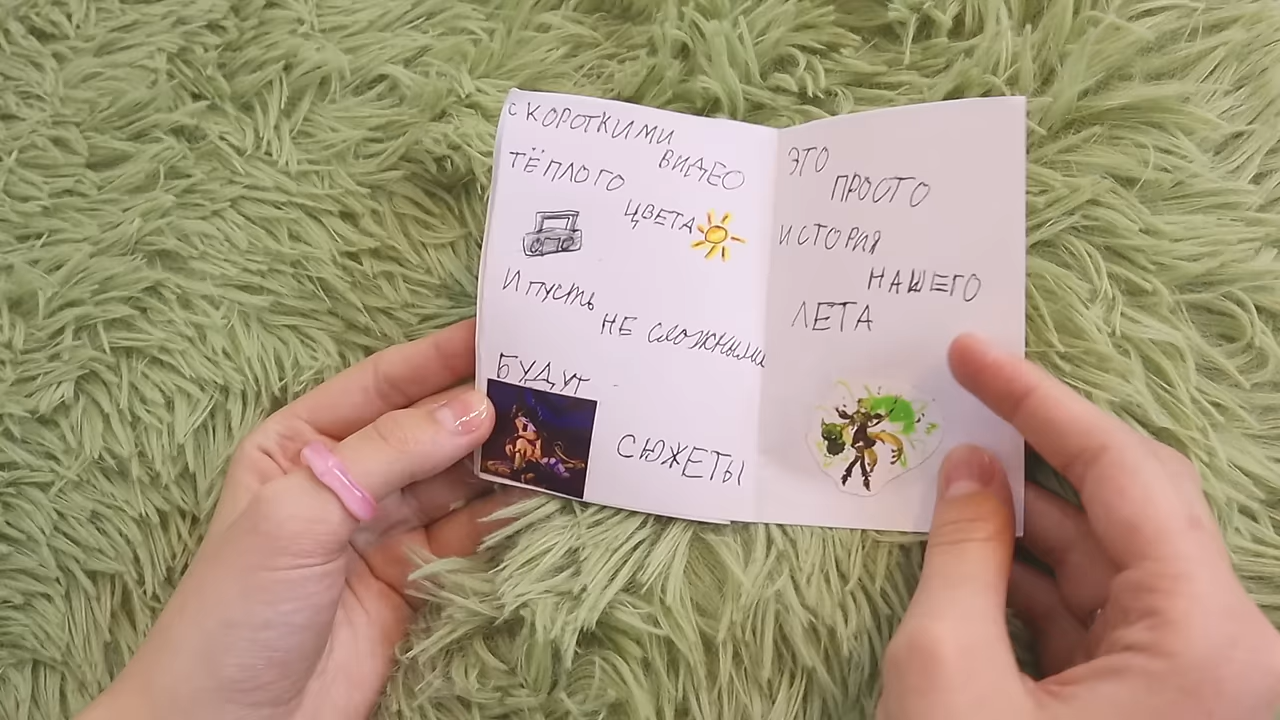 С КОРОТКИМИ
ВИДЕО
ТЁПЛОГО
ЦВЕТА
И пусть
НЕ сложными
БУДУТ
СЮЖЕТЫ
ЭТО
ПРОСТО
ИСТОРИЯ
НАШЕГО
ЛЕТА